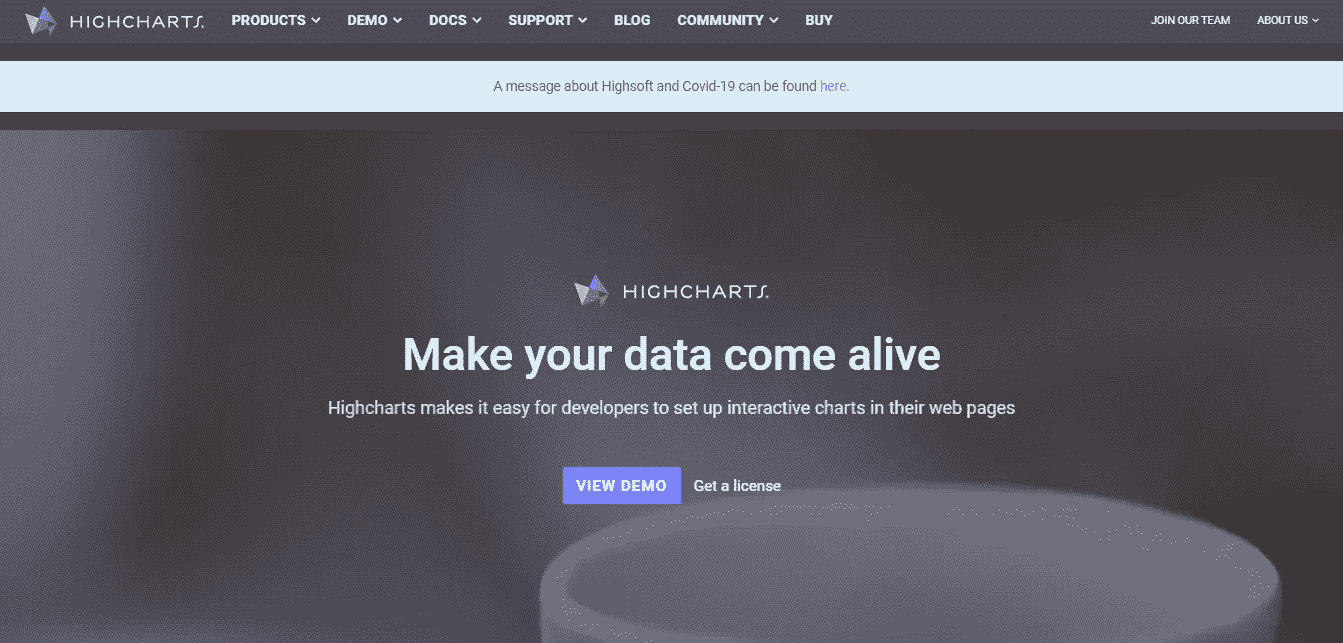 HIGHCHARTS PRODUCTS DEMO DOCS SUPPORT BLOG COMMUNITY BUY JOIN OUR TEAM ABOUT US
A message about Highsoft and Covid-19 can be found here.
HIGHCHARTS
Make your data come alive
Highcharts makes it easy for developers to set up interactive charts in their web pages
VIEW DEMO Get a license